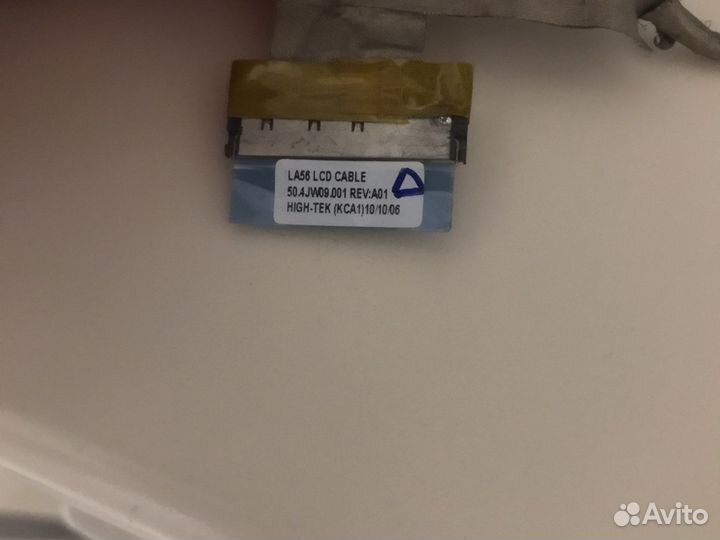 LA56 LCD CABLE
50.4JW09.001 REV:A01
HIGH-TEK (KCA1)10/10/06
Avito